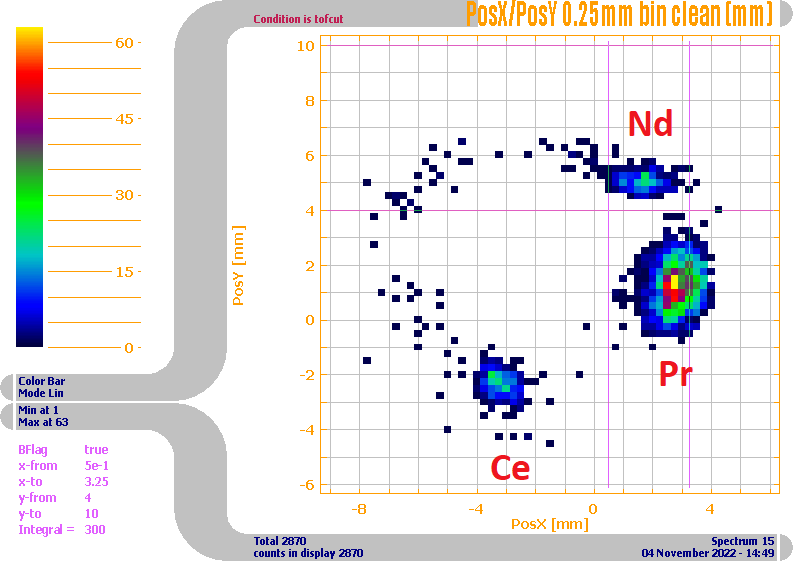 Condition is tofcut
PosX/PosY 0.25mm bin clean (mm)
60
45
30
15
0
Color Bar
Mode Lin
Min at 1
Max at 63
BFlag true
x-from 5e-1
x-to 3.25
y-from 4
y-to 10
Integral = 300
PosY [mm]
10
8
6
4
2
0
-2
-4
-6
Nd
Pr
Ce
-8 -4 0 4
PosX [mm]
Total 2870
counts in display 2870
Spectrum 15
04 November 2022 - 14:49